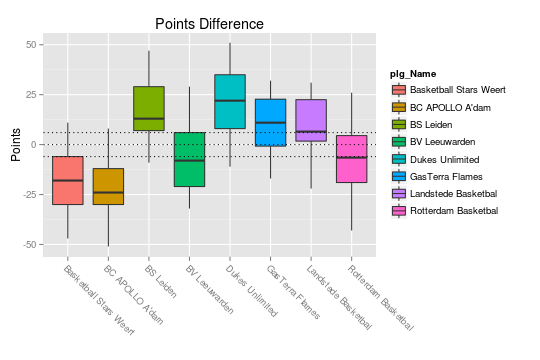 Points Difference
Points
50
25
0
-25
-50
Basketball Stars Weert
BC APOLLO A'dam
BS Leiden
BV Leeuwarden
Dukes Unlimited
GasTerra Flames
Landstede Basketbal
Rotterdam Basketbal
plg_Name
Basketball Stars Weert
BC APOLLO A'dam
BS Leiden
BV Leeuwarden
Dukes Unlimited
GasTerra Flames
Landstede Basketbal
Rotterdam Basketbal